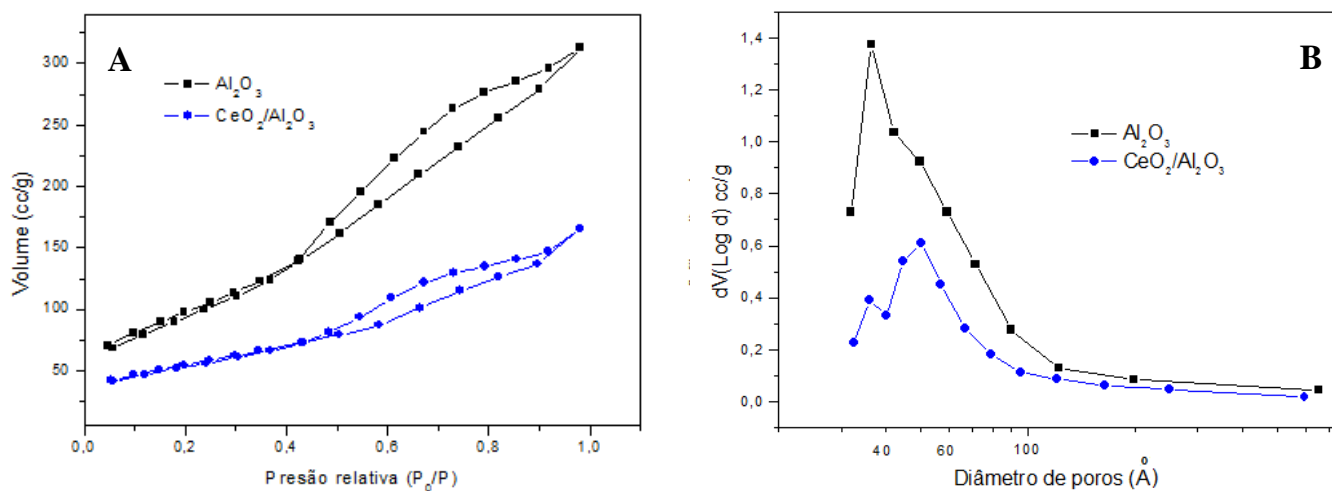 A
Al₂O₃
CeO₂/Al₂O₃
Volume (cc/g)
300
250
200
150
100
50
0,0 0,2 0,4 0,6 0,8 1,0
Presão relativa (P₀/P)
B
Al₂O₃
CeO₂/Al₂O₃
dV(Log d) cc/g
1,4
1,2
1,0
0,8
0,6
0,4
0,2
0,0
40 60 100
Diâmetro de poros (Å)